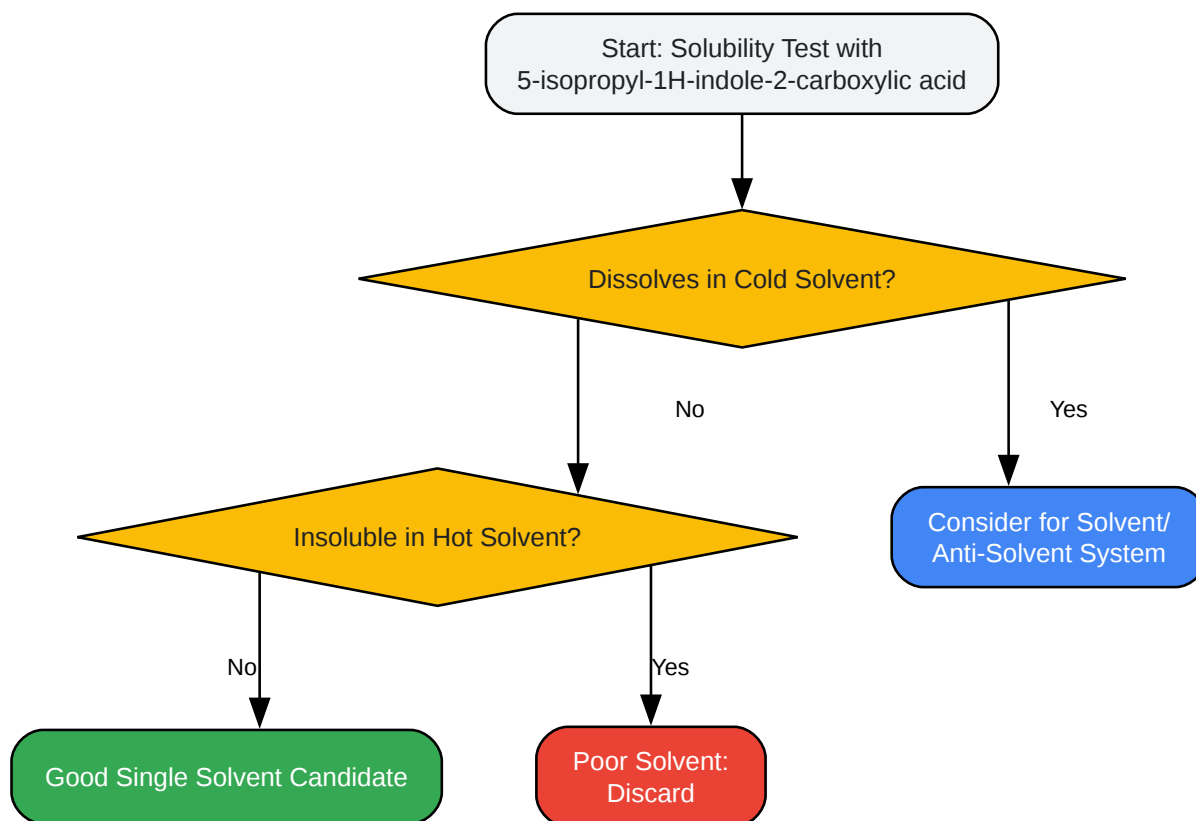 Start: Solubility Test with
5-isopropyl-1H-indole-2-carboxylic acid
Dissolves in Cold Solvent?
No
Yes
Insoluble in Hot Solvent?
Consider for Solvent/
Anti-Solvent System
No
Yes
Good Single Solvent Candidate
Poor Solvent:
Discard